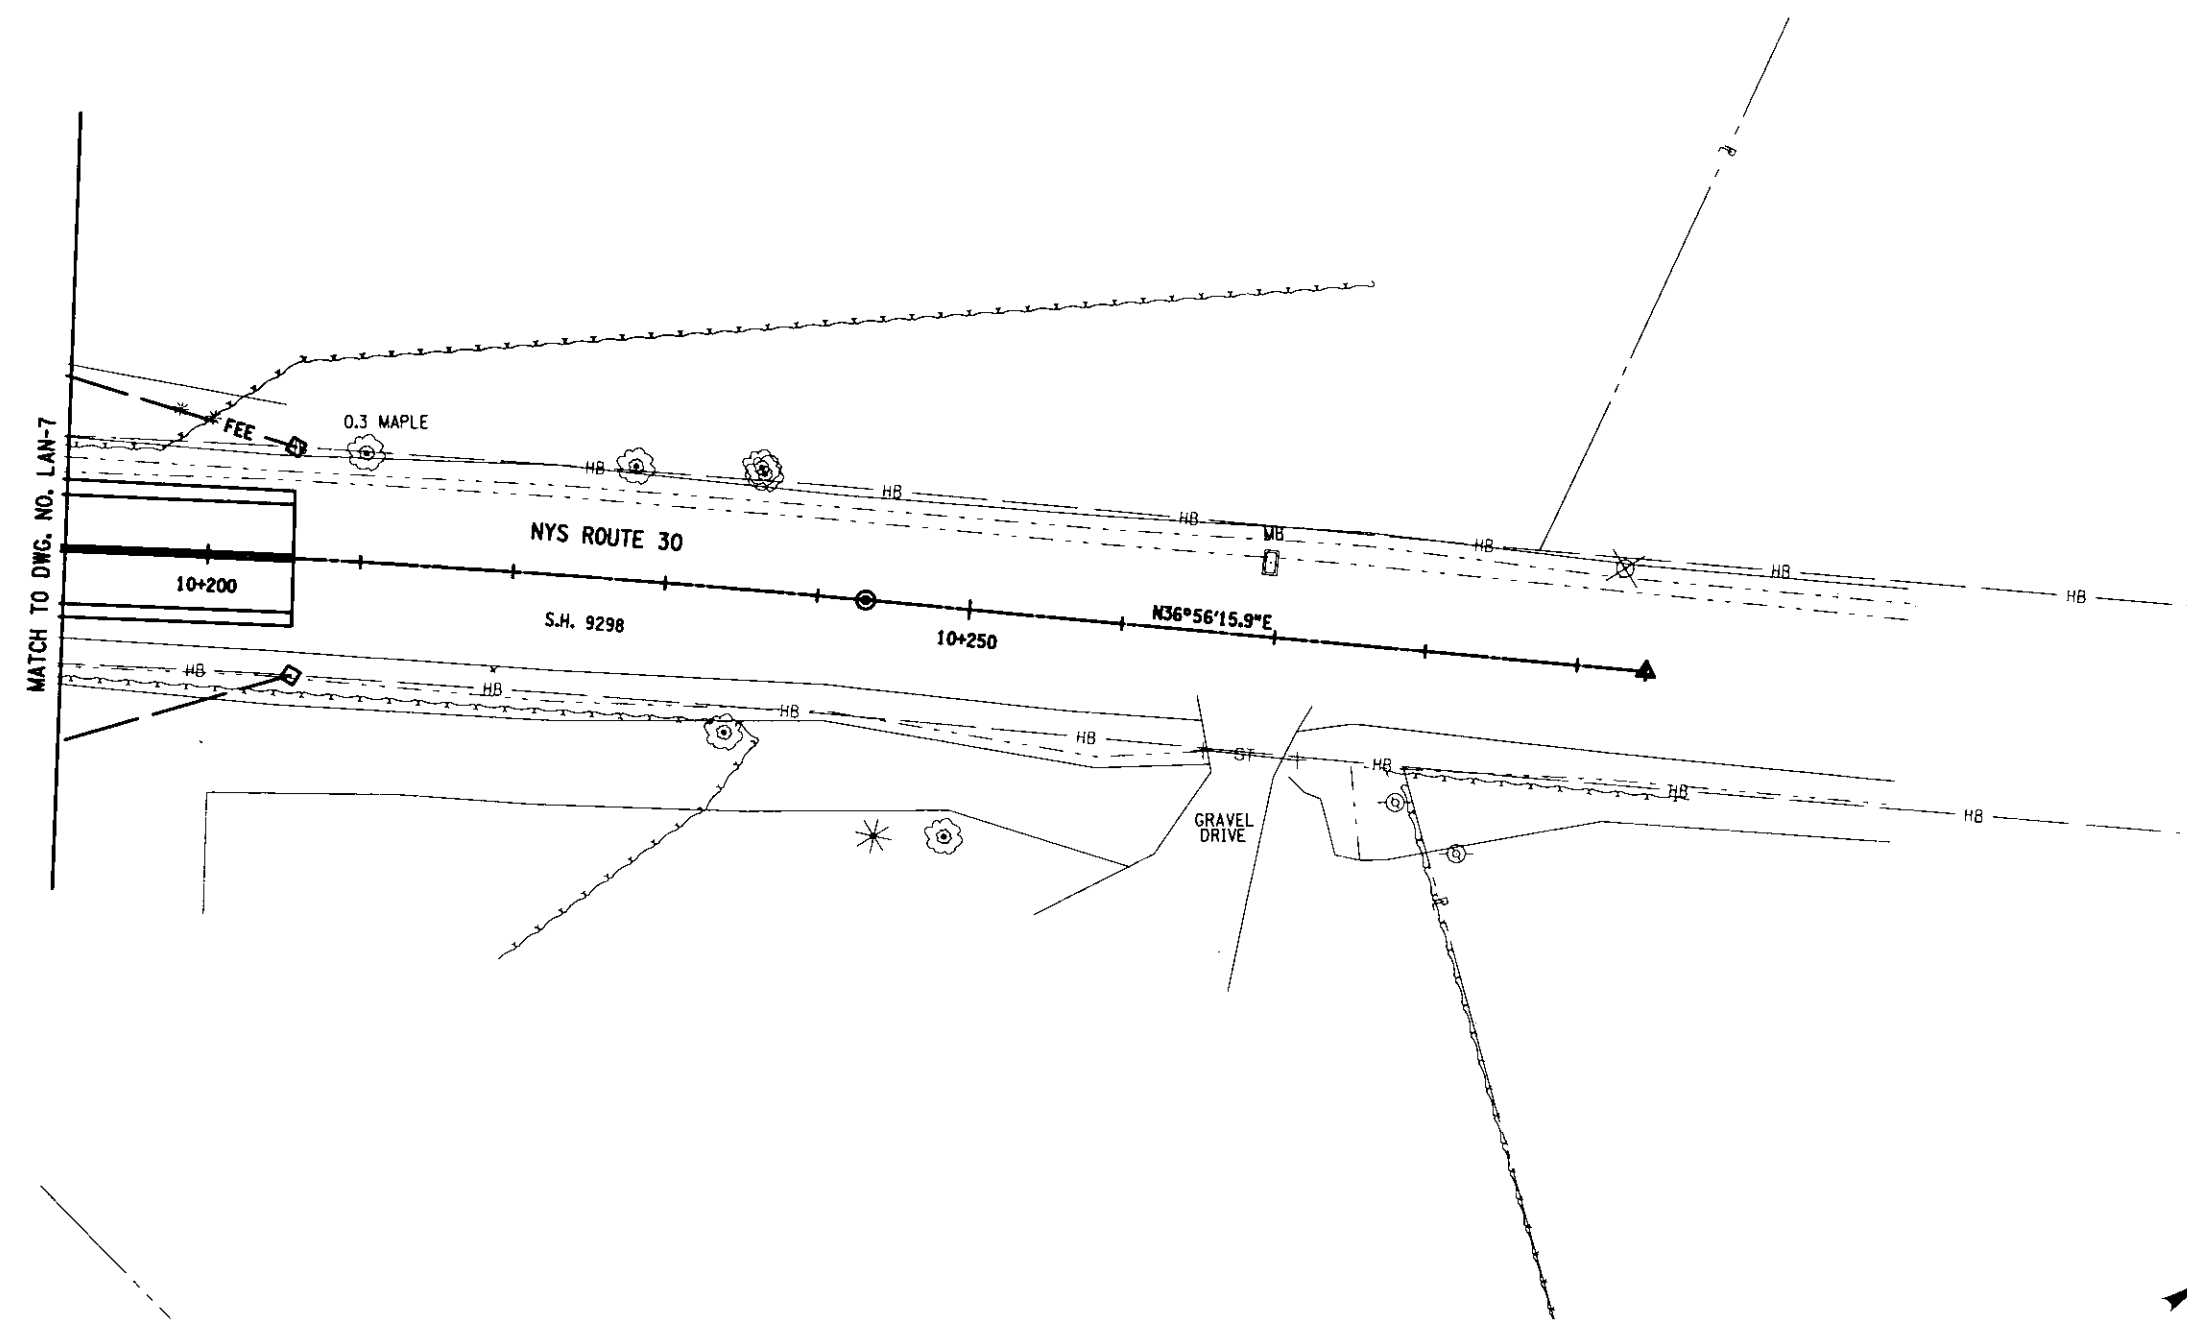 MATCH TO DWG. NO. LAN-7
FEE
0.3 MAPLE
HB
HB
HB
MB
HB
HB
HB
NYS ROUTE 30
10+200
S.H. 9298
10+250
N36°56'15.9"E
HB
HB
HB
HB
ST
HB
HB
HB
GRAVEL
DRIVE